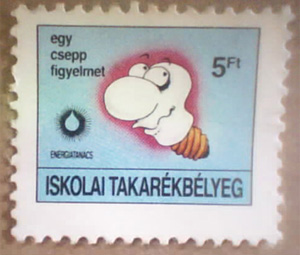 egy
csepp
figyelmet
5Ft
ENERGIATANÁCS
ISKOLAI TAKARÉKBÉLYEG